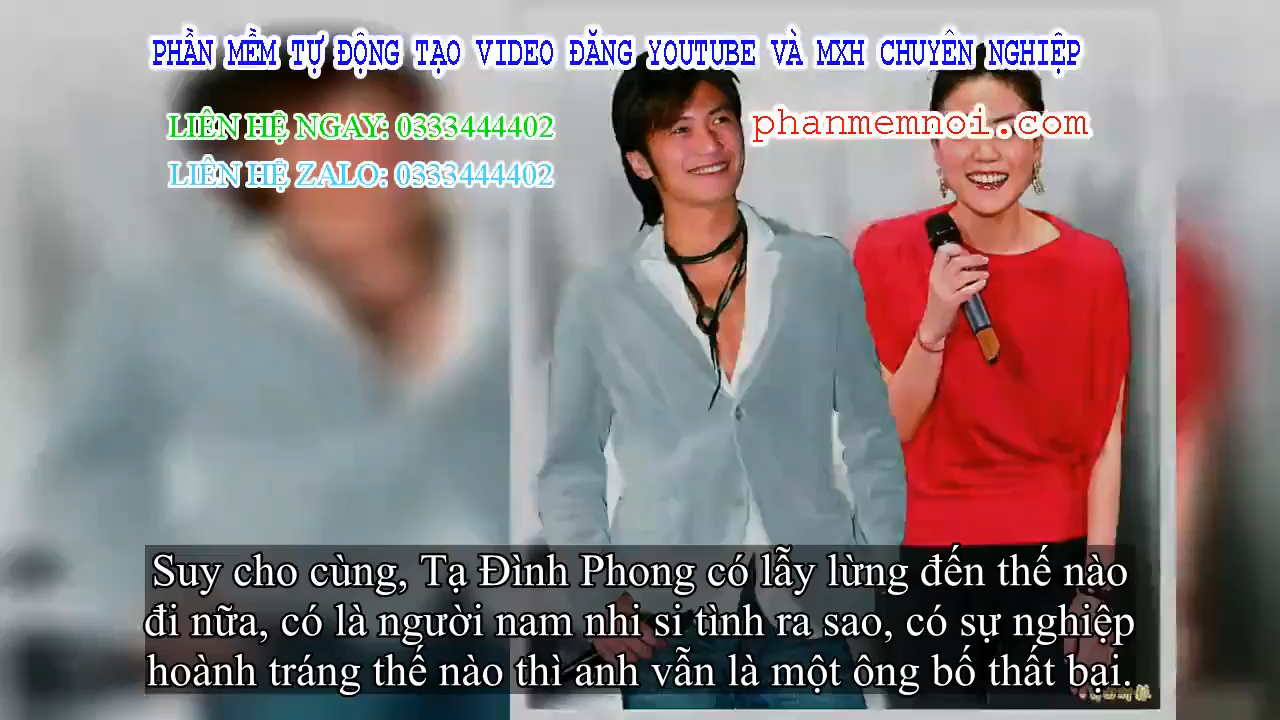 PHẦN MỀM TỰ ĐỘNG TẠO VIDEO ĐĂNG YOUTUBE VÀ MXH CHUYÊN NGHIỆP
LIÊN HỆ NGAY: 0333444402
phanmemnoi.com
LIÊN HỆ ZALO: 0333444402
Suy cho cùng, Tạ Đình Phong có lẫy lừng đến thế nào
đi nữa, có là người nam nhi si tình ra sao, có sự nghiệp
hoành tráng thế nào thì anh vẫn là một ông bố thất bại.